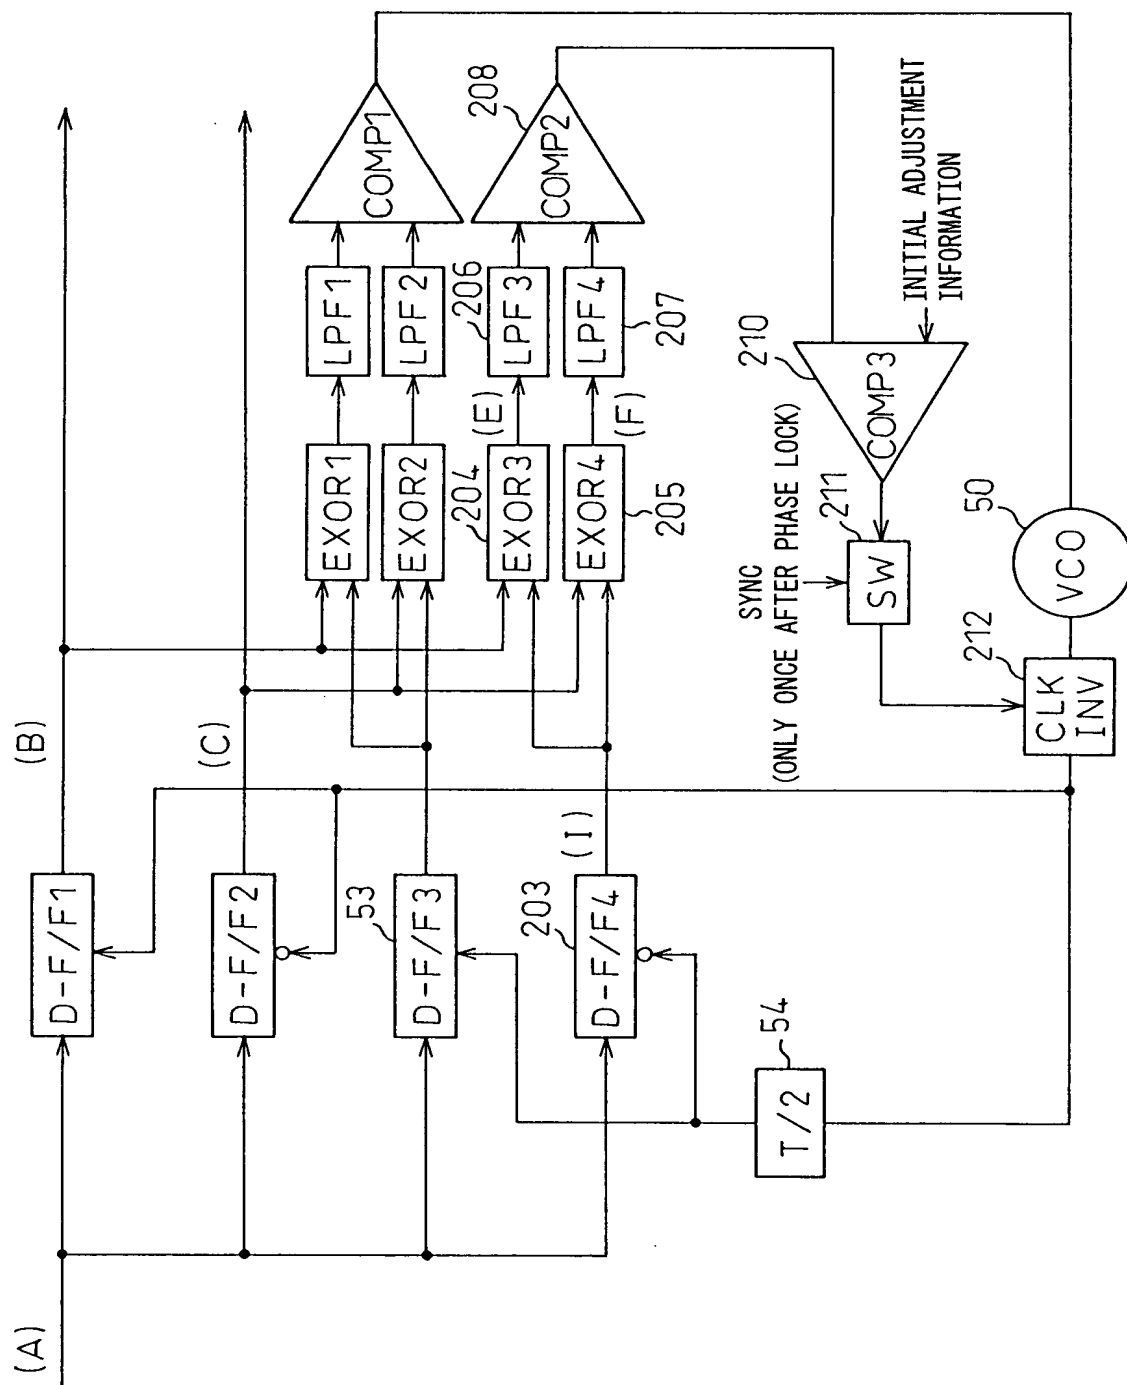 (A)
(B)
(C)
(I)
D-F/F1
D-F/F2
D-F/F3
53
D-F/F4
203
T/2
54
EXOR1
EXOR2
EXOR3
204
EXOR4
205
(E)
(F)
LPF1
LPF2
LPF3
206
LPF4
207
COMP1
COMP2
208
INITIAL ADJUSTMENT
INFORMATION
COMP3
210
SYNC
(ONLY ONCE AFTER PHASE LOCK)
SW
211
CLK
INV
212
VCO
50